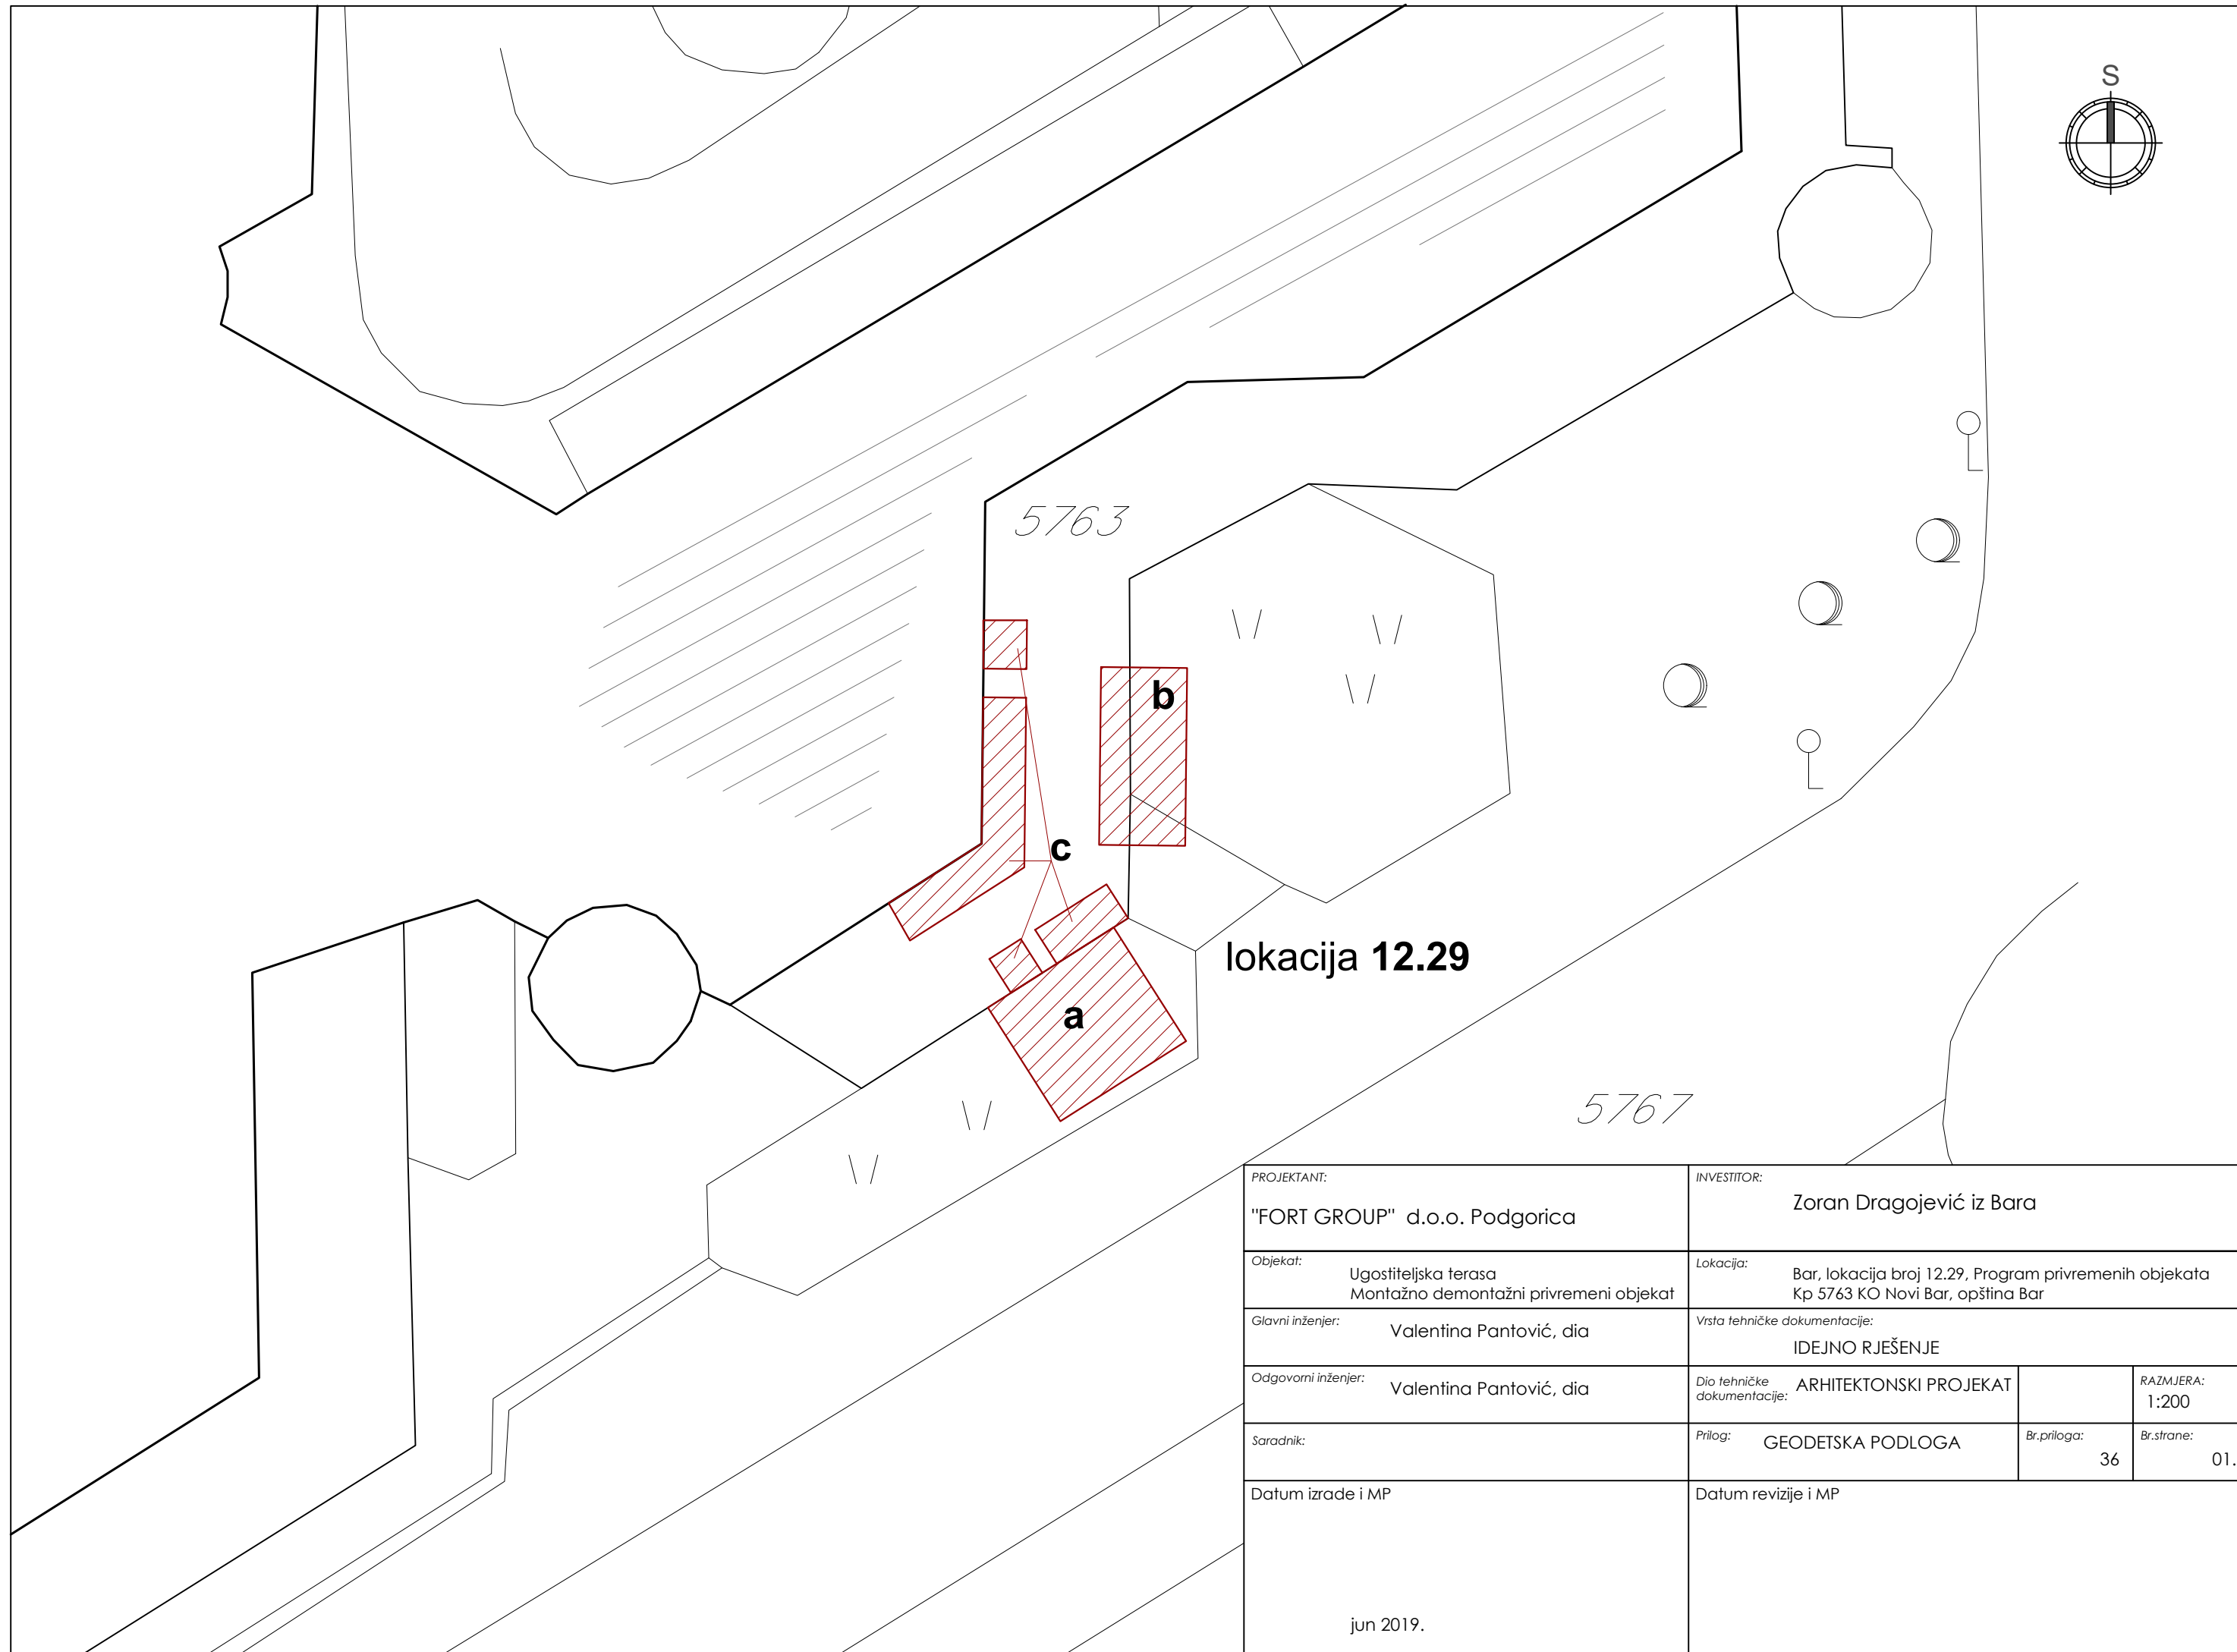 S
5763
b
c
lokacija 12.29
a
5767
PROJEKTANT:
"FORT GROUP" d.o.o. Podgorica
INVESTITOR:
Zoran Dragojević iz Bara
Objekat:
Ugostiteljska terasa
Montažno demontažni privremeni objekat
Lokacija:
Bar, lokacija broj 12.29, Program privremenih objekata
Kp 5763 KO Novi Bar, opština Bar
Glavni inženjer:
Valentina Pantović, dia
Vrsta tehničke dokumentacije:
IDEJNO RJEŠENJE
Odgovorni inženjer:
Valentina Pantović, dia
Dio tehničke
dokumentacije:
ARHITEKTONSKI PROJEKAT
RAZMJERA:
1:200
Saradnik:
Prilog:
GEODETSKA PODLOGA
Br.priloga:
36
Br.strane:
01.
Datum izrade i MP
jun 2019.
Datum revizije i MP